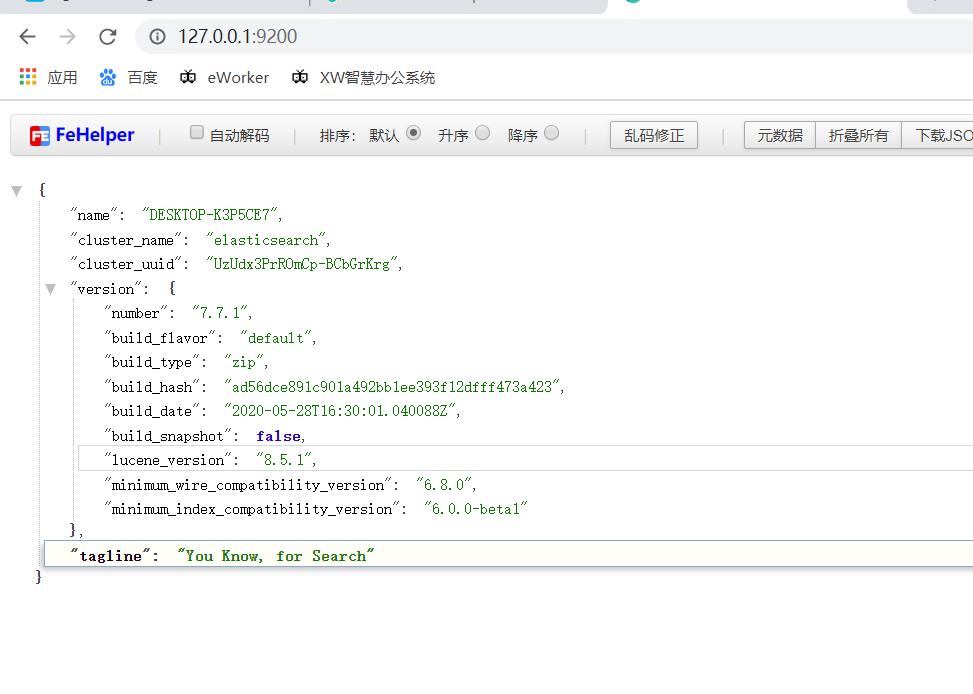 127.0.0.1:9200
应用 百度 eWorker XW智慧办公系统
FeHelper | 自动解码 | 排序: 默认 升序 降序 | 乱码修正 | 元数据 折叠所有 下载JSO
{
"name": "DESKTOP-K3P5CE7",
"cluster_name": "elasticsearch",
"cluster_uuid": "UzUdx3PrROmCp-BCbGrKrg",
"version": {
"number": "7.7.1",
"build_flavor": "default",
"build_type": "zip",
"build_hash": "ad56dce891c901a492bb1ee393f12dfff473a423",
"build_date": "2020-05-28T16:30:01.040088Z",
"build_snapshot": false,
"lucene_version": "8.5.1",
"minimum_wire_compatibility_version": "6.8.0",
"minimum_index_compatibility_version": "6.0.0-beta1"
},
"tagline": "You Know, for Search"
}